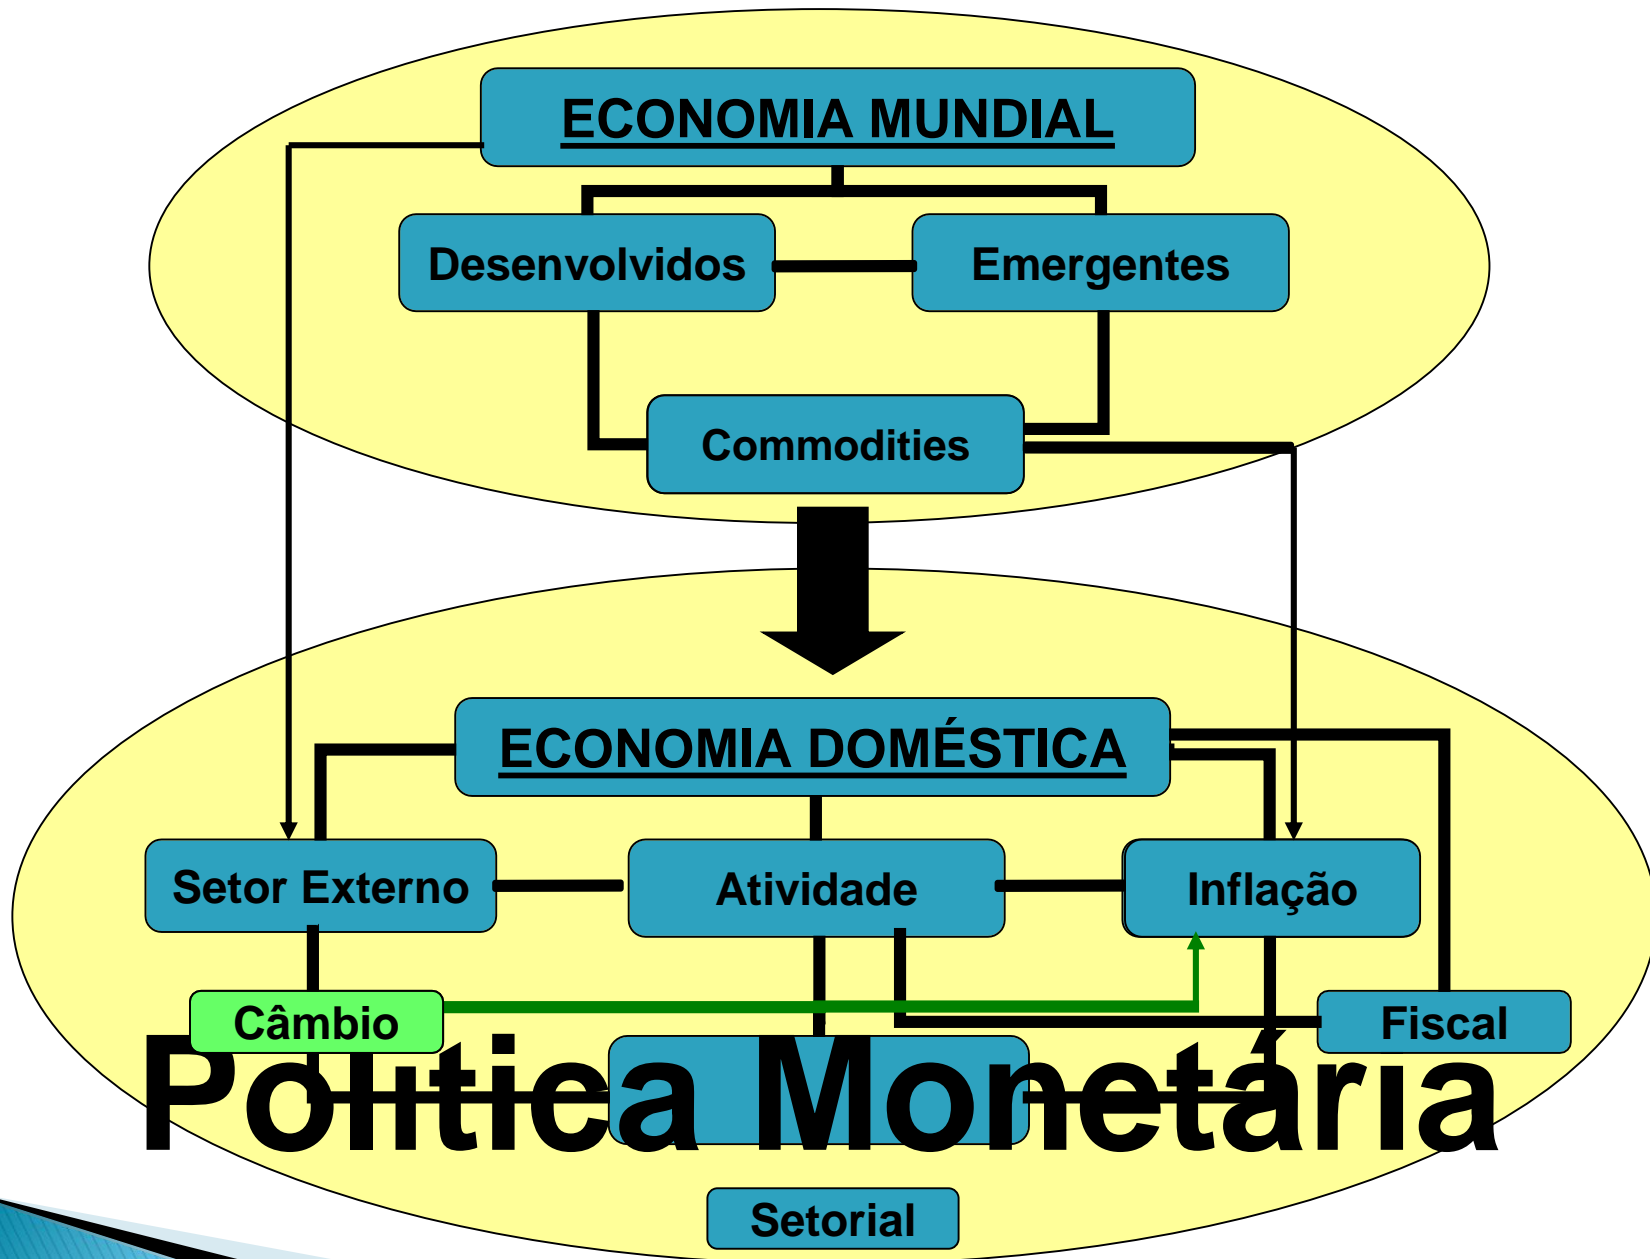 ECONOMIA MUNDIAL
Desenvolvidos
Emergentes
Commodities
ECONOMIA DOMÉSTICA
Setor Externo
Atividade
Inflação
Câmbio
Fiscal
Política Monetária
Setorial